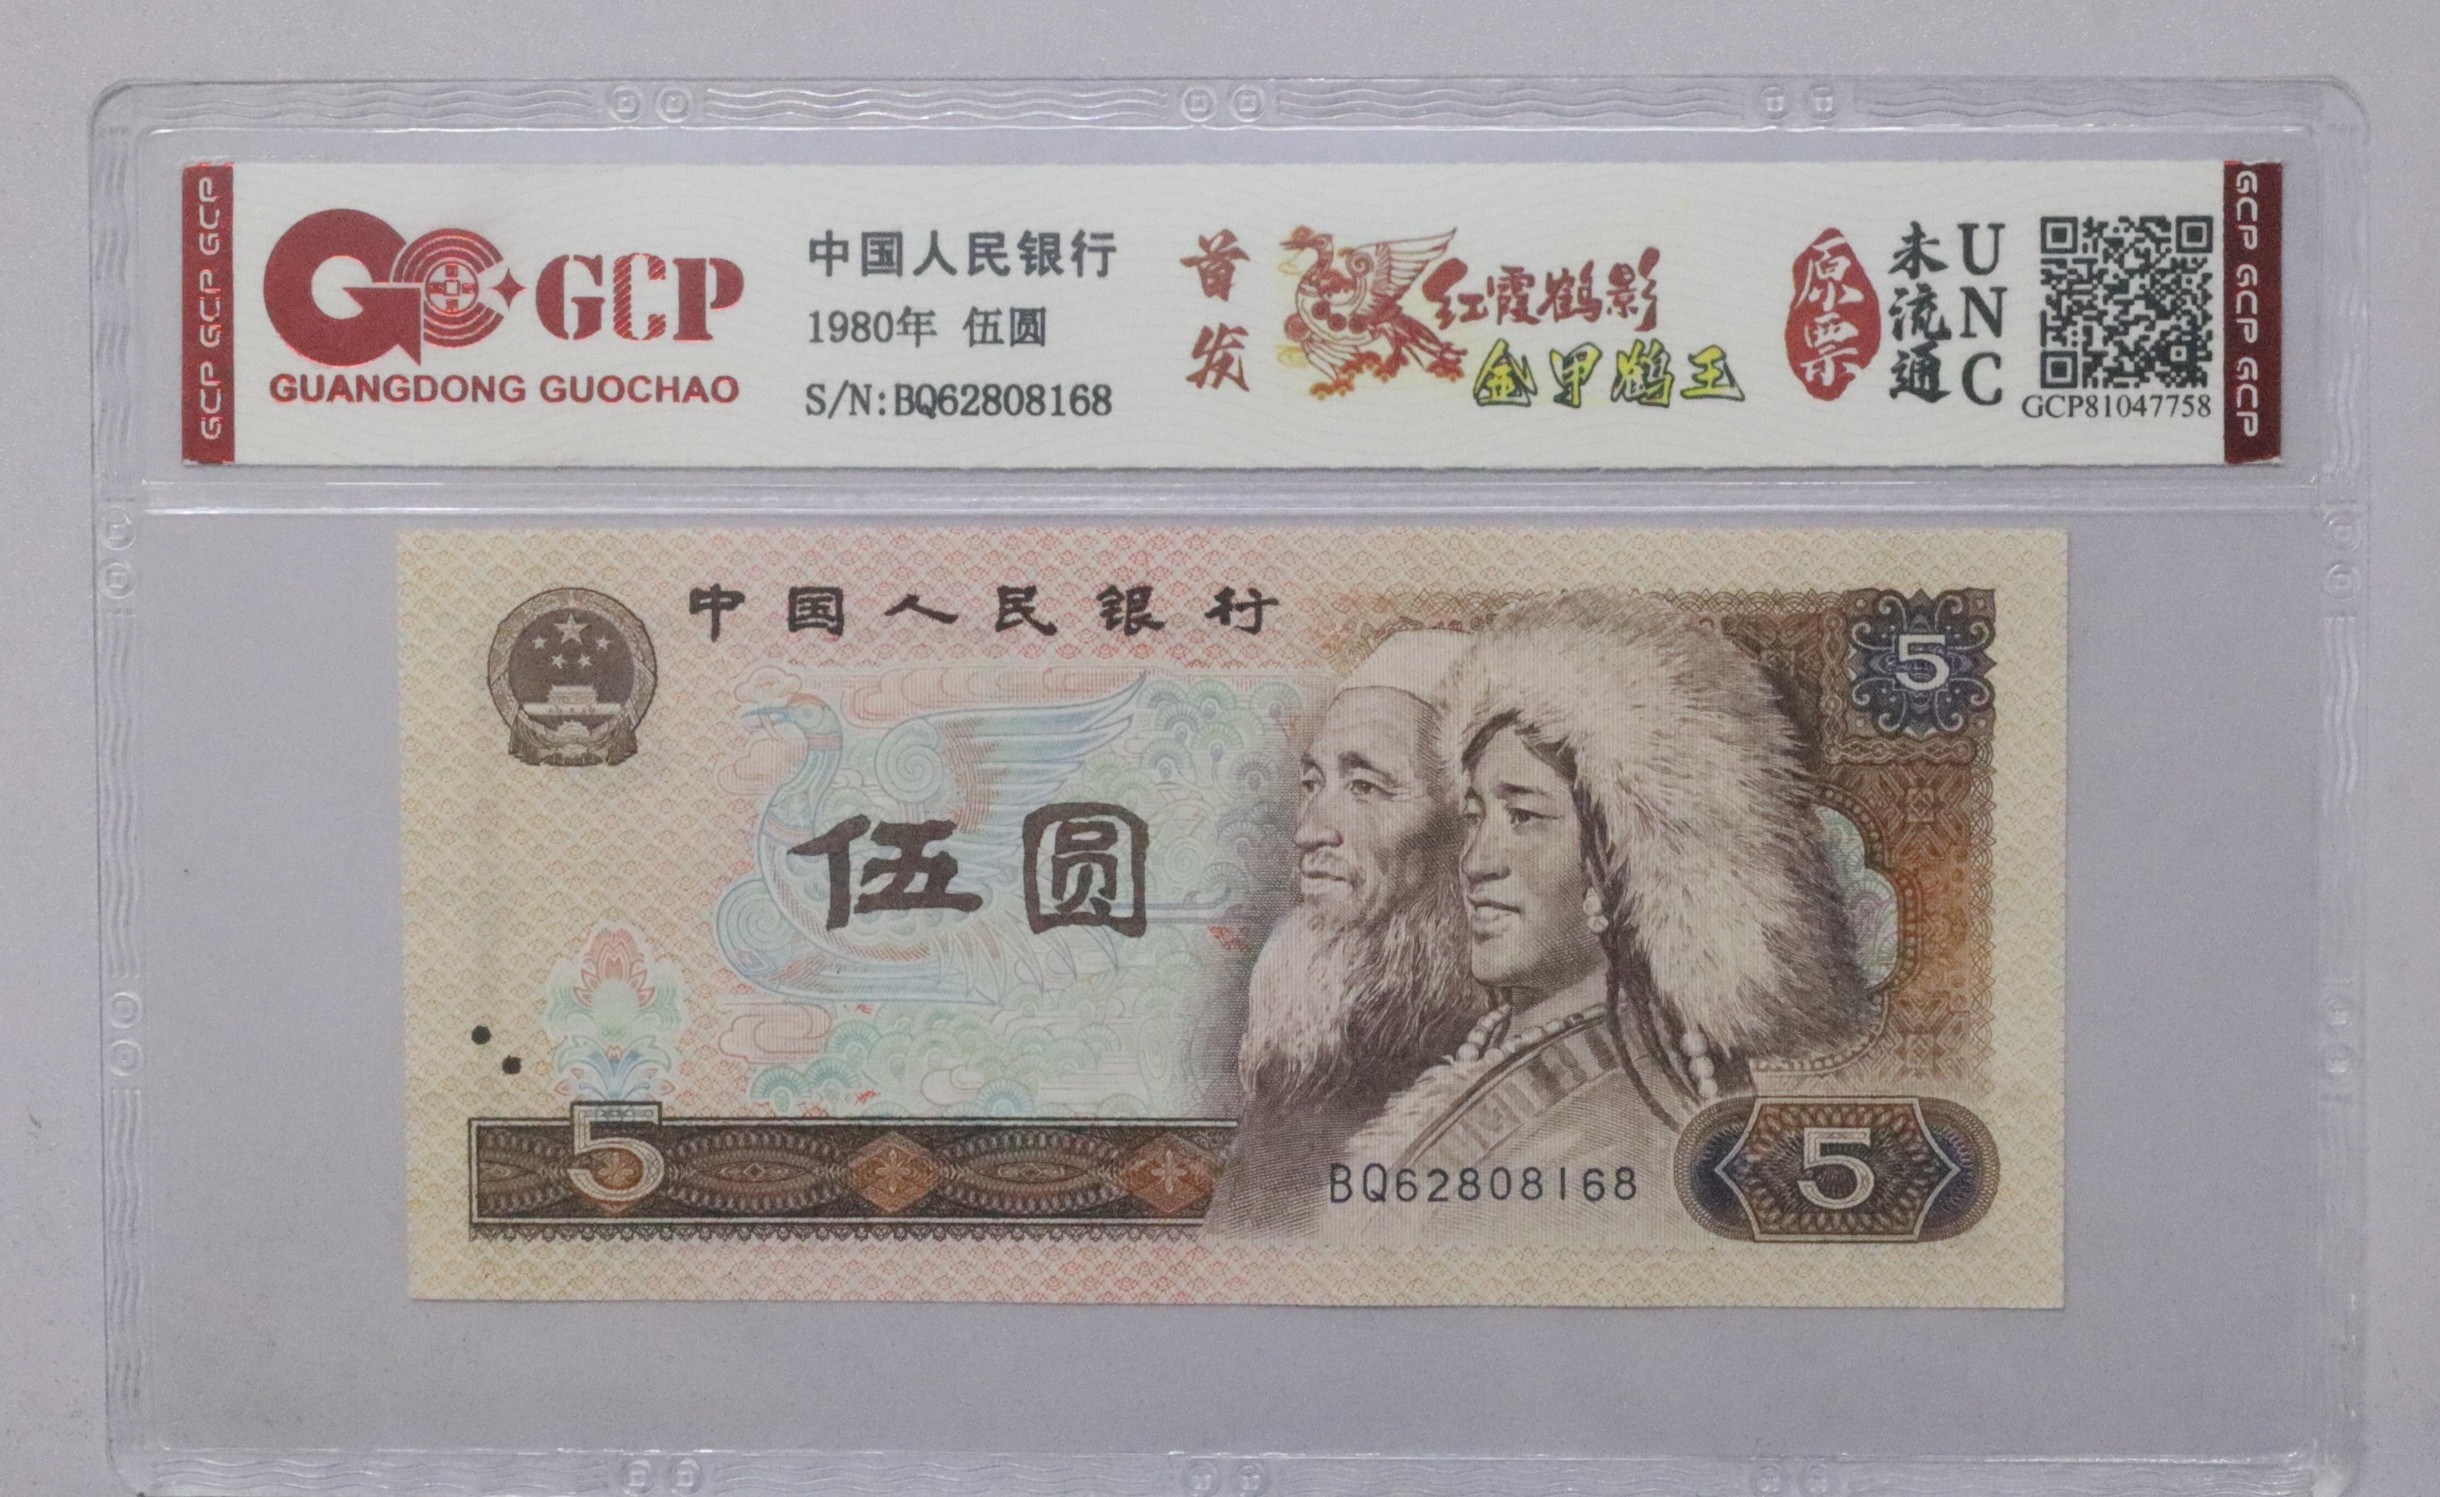 GCP GCP GCP
GCP
GUANGDONG GUOCHAO
中国人民银行
1980年 伍圆
S/N:BQ62808168
首发
红霞鹤影
金甲鹤王
原票
未流通
UNC
GCP81047758
GCP GCP GCP
中国人民银行
5
伍圆
5
BQ62808168
5